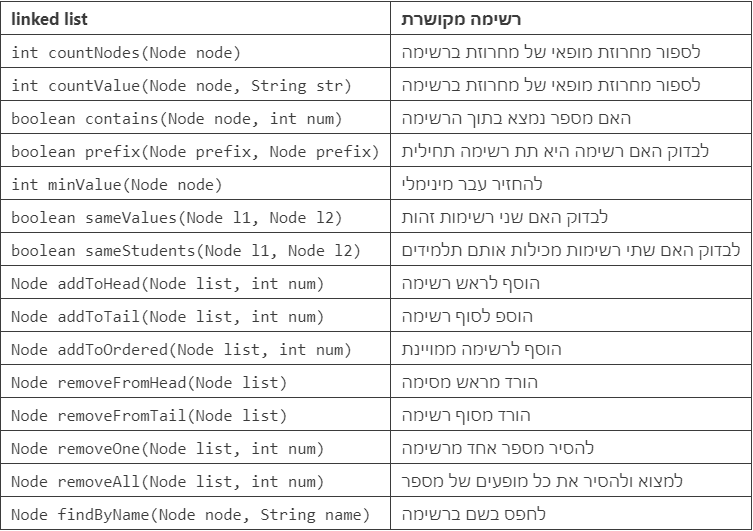 linked list	רשימה מקושרת
int countNodes(Node node)	לספור מחרוזת מופאי של מחרוזת ברשימה
int countValue(Node node, String str)	לספור מחרוזת מופאי של מחרוזת ברשימה
boolean contains(Node node, int num)	האם מספר נמצא בתוך הרשימה
boolean prefix(Node prefix, Node prefix)	לבדוק האם רשימה היא תת רשימה תחילית
int minValue(Node node)	להחזיר עבר מינימלי
boolean sameValues(Node l1, Node l2)	לבדוק האם שני רשימות זהות
boolean sameStudents(Node l1, Node l2)	לבדוק האם שתי רשימות מכילות אותם תלמידים
Node addToHead(Node list, int num)	הוסף לראש רשימה
Node addToTail(Node list, int num)	הוספ לסוף רשימה
Node addToOrdered(Node list, int num)	הוסף לרשימה ממויינת
Node removeFromHead(Node list)	הורד מראש מסימה
Node removeFromTail(Node list)	הורד מסוף רשימה
Node removeOne(Node list, int num)	להסיר מספר אחד מרשימה
Node removeAll(Node list, int num)	למצוא ולהסיר את כל מופעים של מספר
Node findByName(Node node, String name)	לחפס בשם ברשימה